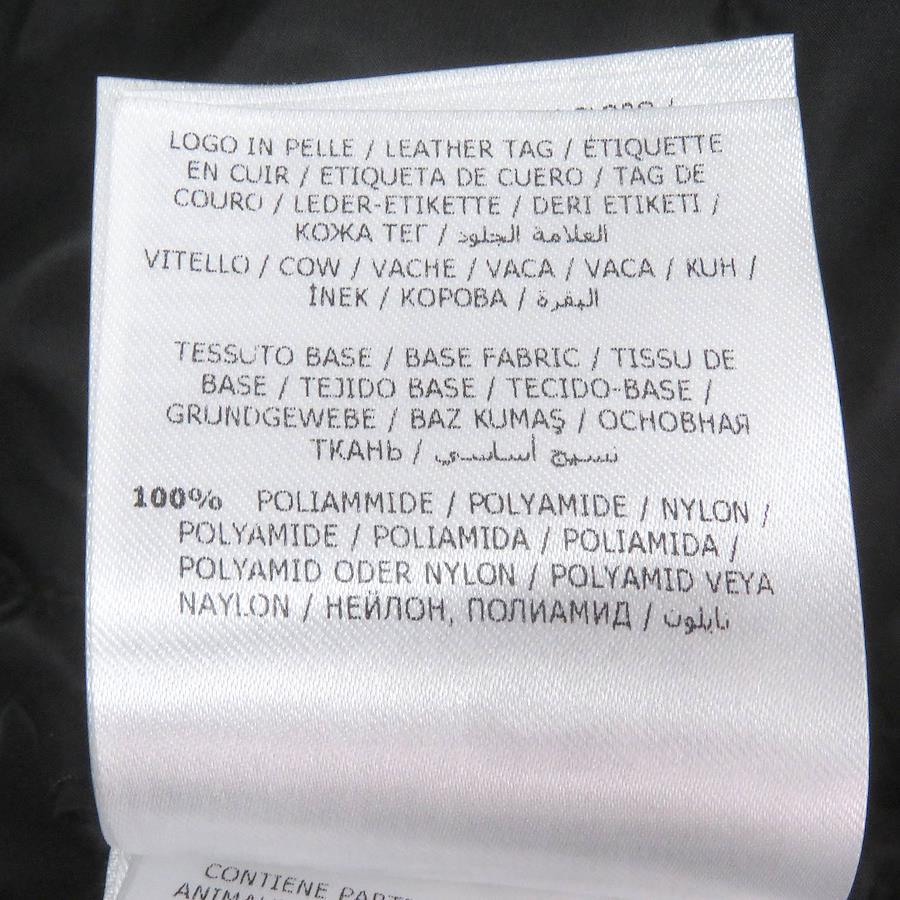 LOGO IN PELLE / LEATHER TAG / ÉTIQUETTE
EN CUIR / ETIQUETA DE CUERO / TAG DE
COURO / LEDER-ETIKETTE / DERI ETIKETI /
КОЖА ТЕГ / العلامة الجلود
VITELLO / COW / VACHE / VACA / VACA / KUH /
İNEK / КОРОВА / البقرة
TESSUTO BASE / BASE FABRIC / TISSU DE
BASE / TEJIDO BASE / TECIDO-BASE /
GRUNDGEWEBE / BAZ KUMAŞ / ОСНОВНАЯ
ТКАНЬ / نسيج أساسي
100% POLIAMMIDE / POLYAMIDE / NYLON /
POLYAMIDE / POLIAMIDA / POLIAMIDA /
POLYAMID ODER NYLON / POLYAMID VEYA
NAYLON / НЕЙЛОН, ПОЛИАМИД / نايلون
CONTIENE